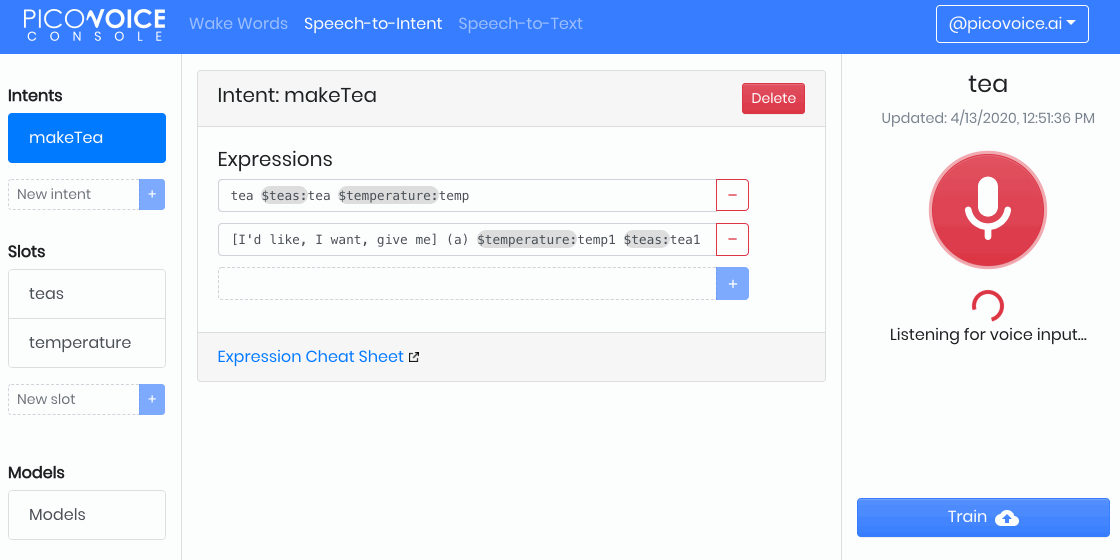 PICOVOICE
CONSOLE
Wake Words
Speech-to-Intent
Speech-to-Text
@picovoice.ai
Intents
makeTea
New intent
+
Slots
teas
temperature
New slot
+
Models
Models
Intent: makeTea
Delete
Expressions
tea $teas:tea $temperature:temp
−
[I'd like, I want, give me] (a) $temperature:temp1 $teas:tea1
−
+
Expression Cheat Sheet
tea
Updated: 4/13/2020, 12:51:36 PM
Listening for voice input...
Train